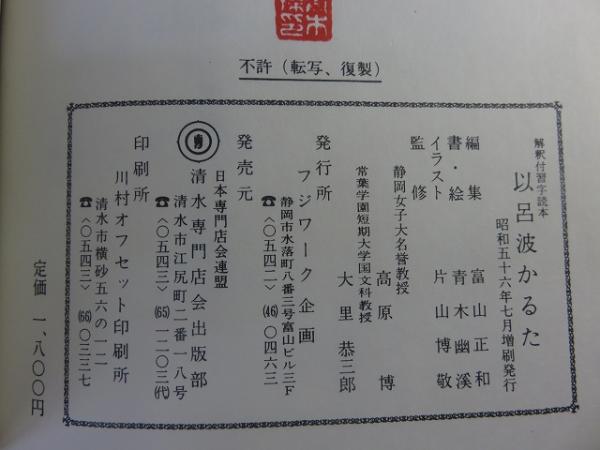 不許（転写、復製）
解釈付習字読本
以呂波かるた
昭和五十六年七月増刷発行
編集　富山正和
書・絵　青木幽溪
イラスト　片山博敬
監修
静岡女子大名誉教授
高原博
常葉学園短期大学国文科教授
大里恭三郎
発行所
フジワーク企画
静岡市水落町八番三号富山ビル三F
☎〈〇五四二〉(46)〇四六三
発売元
日本専門店会連盟
清水専門店会出版部
清水市江尻町二番一八号
☎〈〇五四三〉(65)一二〇三(代)
印刷所
川村オフセット印刷所
清水市横砂五六の一二
☎〈〇五四三〉(66)〇三三七
定価　一、八〇〇円